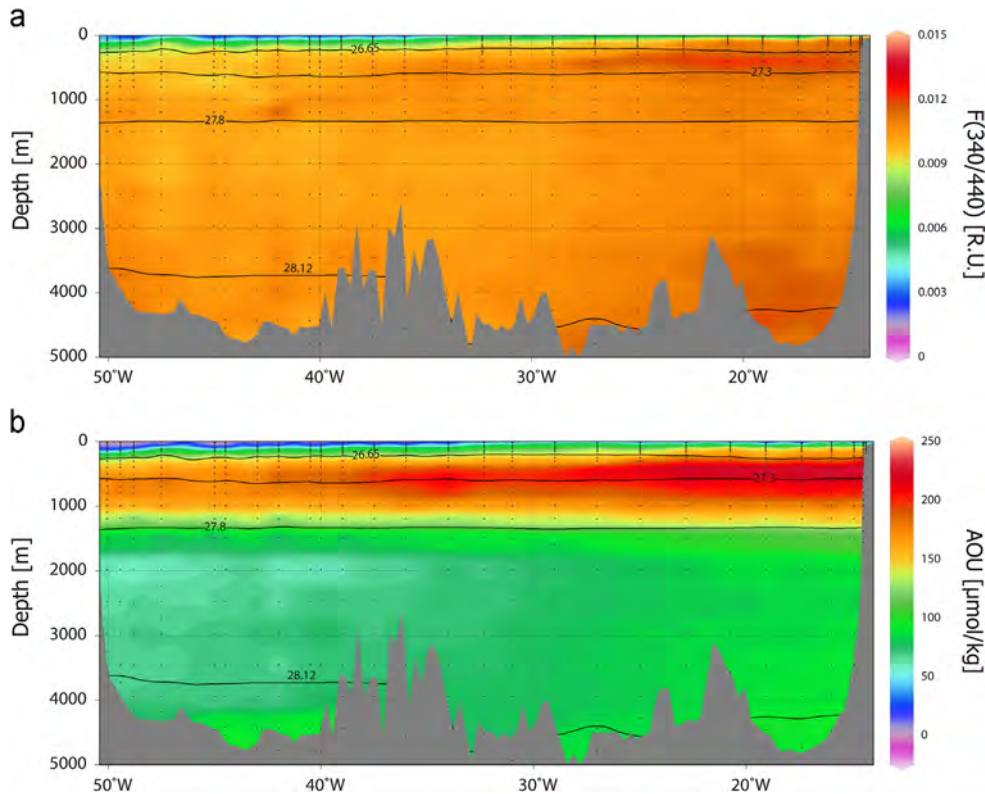 a
0
1000
2000
3000
4000
5000
Depth [m]
26.65
27.3
27.8
28.12
50°W
40°W
30°W
20°W
0.015
0.012
0.009
0.006
0.003
0
F(340/440) [R.U.]
b
0
1000
2000
3000
4000
5000
Depth [m]
26.65
27.3
27.8
28.12
50°W
40°W
30°W
20°W
250
200
150
100
50
0
AOU [μmol/kg]